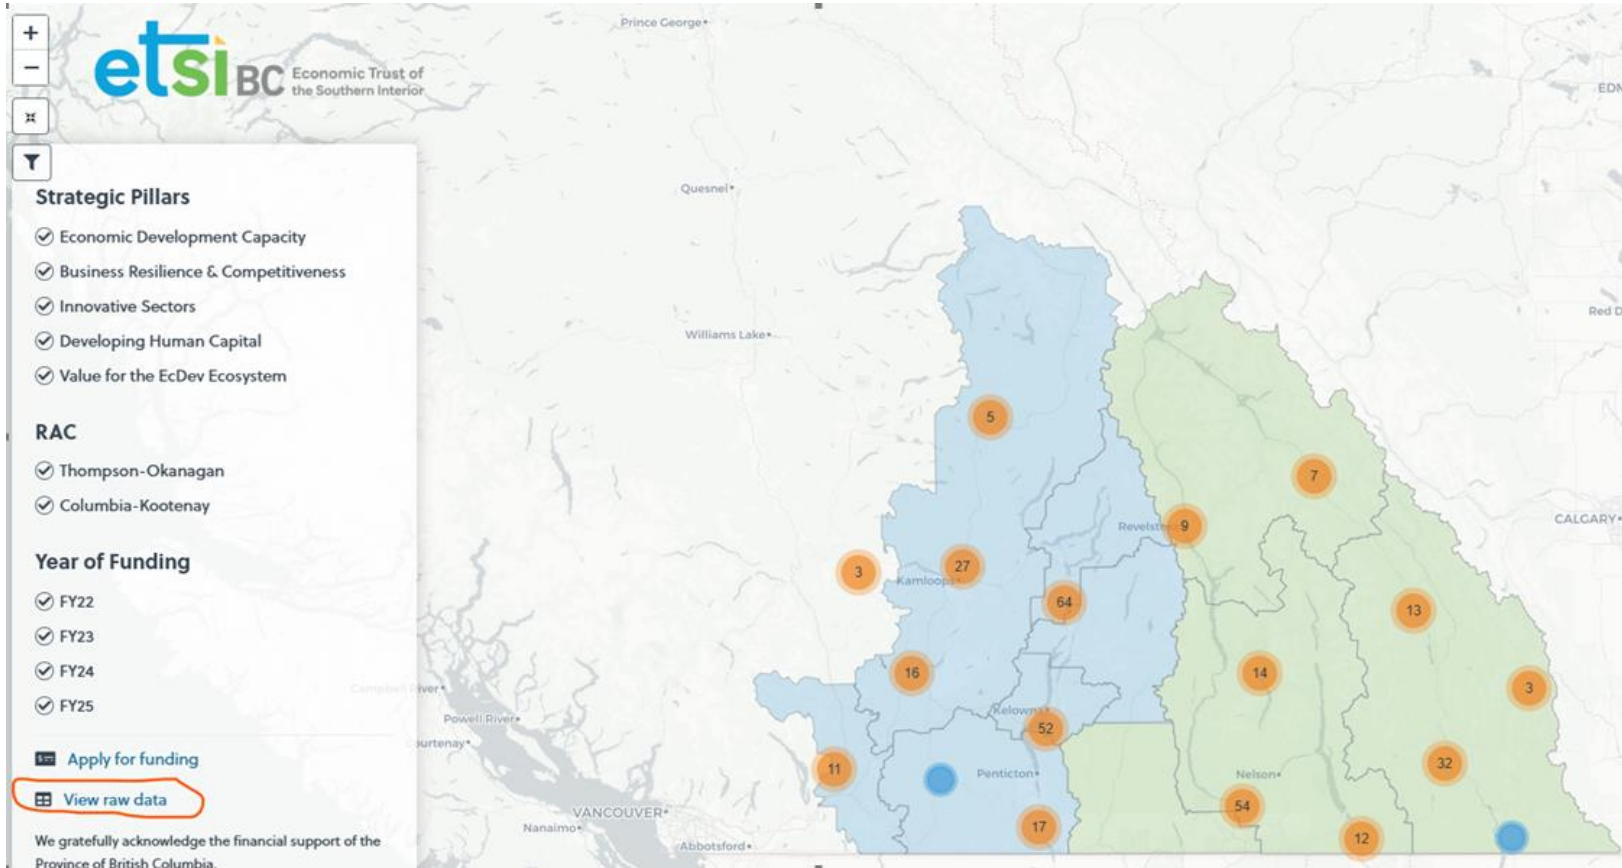 +
−
etsi BC Economic Trust of
the Southern Interior
Strategic Pillars
Economic Development Capacity
Business Resilience & Competitiveness
Innovative Sectors
Developing Human Capital
Value for the EcDev Ecosystem
RAC
Thompson-Okanagan
Columbia-Kootenay
Year of Funding
FY22
FY23
FY24
FY25
Apply for funding
View raw data
We gratefully acknowledge the financial support of the
Province of British Columbia.
Prince George
EDM
Quesnel
Red D
Williams Lake
5
7
CALGARY
Revelst
9
3
27
Kamloops
64
13
16
14
3
Campbell River
Kelowna
Powell River
52
ourtenay
32
11
Penticton
Nelson
54
VANCOUVER
Nanaimo
17
12
Abbotsford